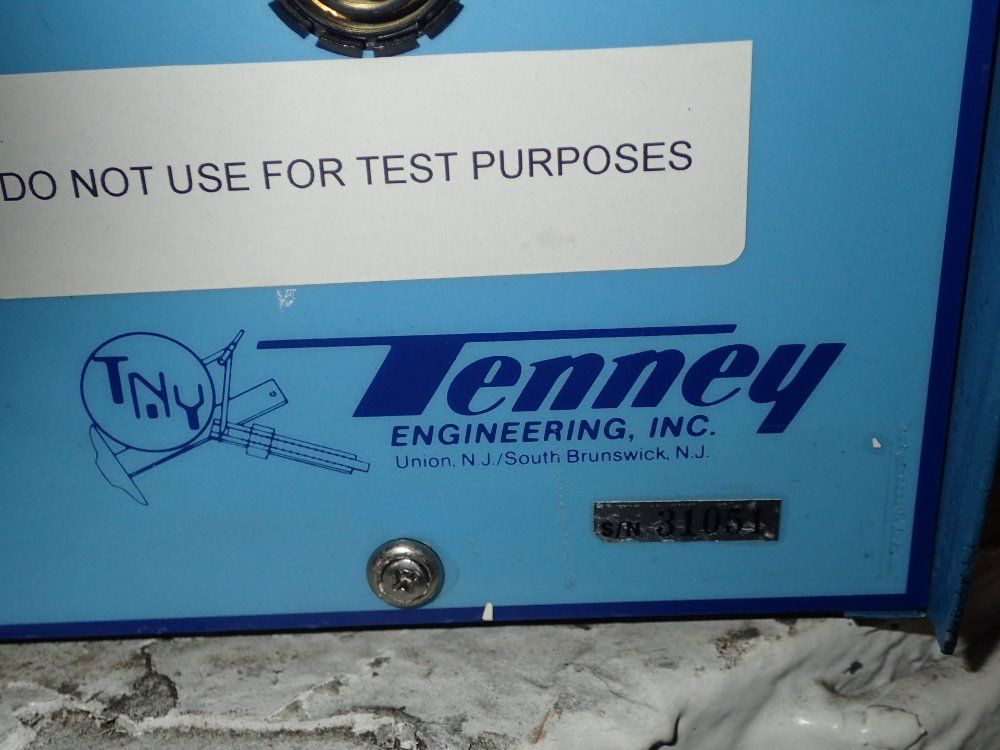 DO NOT USE FOR TEST PURPOSES
TNY
Tenney
ENGINEERING, INC.
Union, N.J./South Brunswick, N.J.
S/N 31051